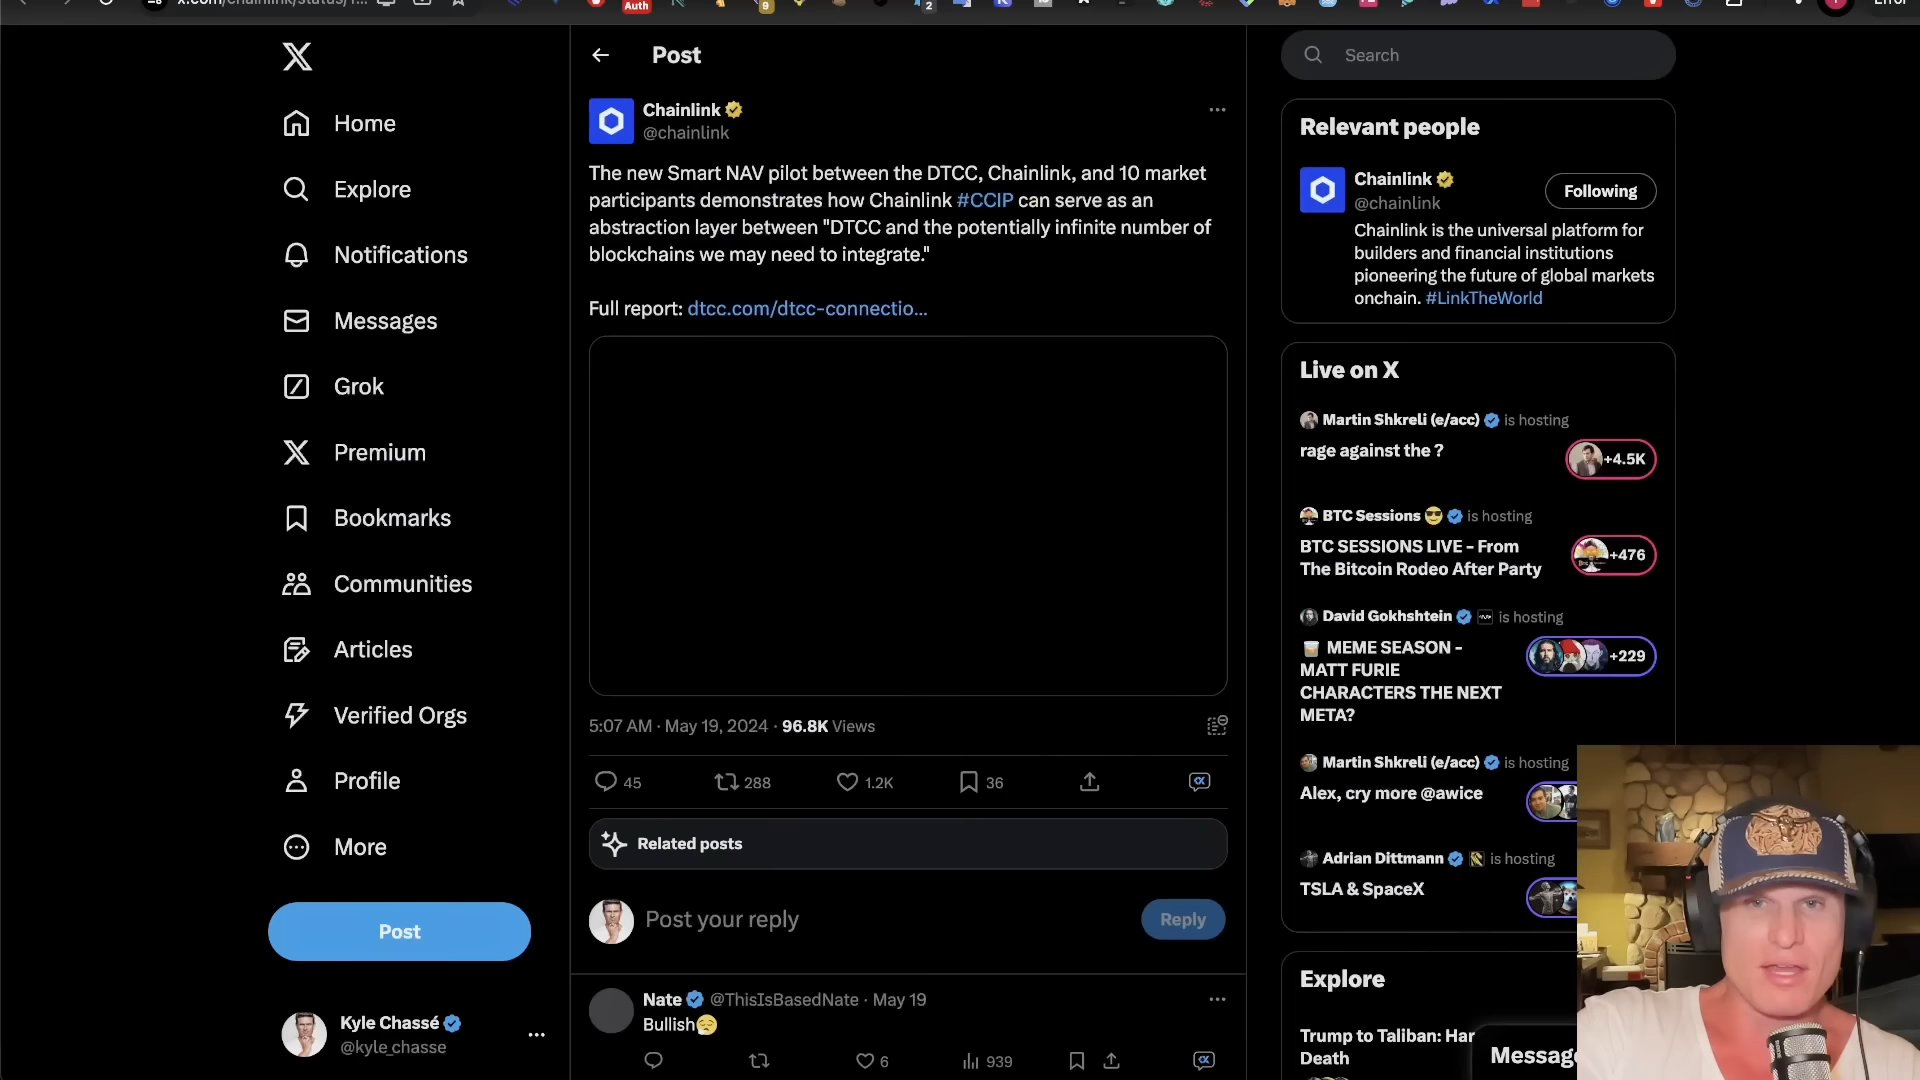 Auth
9
2
Error
Home
Explore
Notifications
Messages
Grok
Premium
Bookmarks
Communities
Articles
Verified Orgs
Profile
More
Post
Kyle Chassé
@kyle_chasse
Post
Chainlink
@chainlink
The new Smart NAV pilot between the DTCC, Chainlink, and 10 market
participants demonstrates how Chainlink #CCIP can serve as an
abstraction layer between "DTCC and the potentially infinite number of
blockchains we may need to integrate."
Full report: dtcc.com/dtcc-connectio...
5:07 AM · May 19, 2024 · 96.8K Views
45 288 1.2K 36
Related posts
Post your reply
Reply
Nate @ThisIsBasedNate · May 19
Bullish😔
6 939
Search
Relevant people
Chainlink
@chainlink
Following
Chainlink is the universal platform for
builders and financial institutions
pioneering the future of global markets
onchain. #LinkTheWorld
Live on X
Martin Shkreli (e/acc) is hosting
rage against the ?
+4.5K
BTC Sessions 😎 is hosting
BTC SESSIONS LIVE - From
The Bitcoin Rodeo After Party
+476
David Gokhshtein is hosting
🥃 MEME SEASON -
MATT FURIE
CHARACTERS THE NEXT
META?
+229
Martin Shkreli (e/acc) is hosting
Alex, cry more @awice
Adrian Dittmann is hosting
TSLA & SpaceX
Explore
Trump to Taliban: Har
Death
Messag